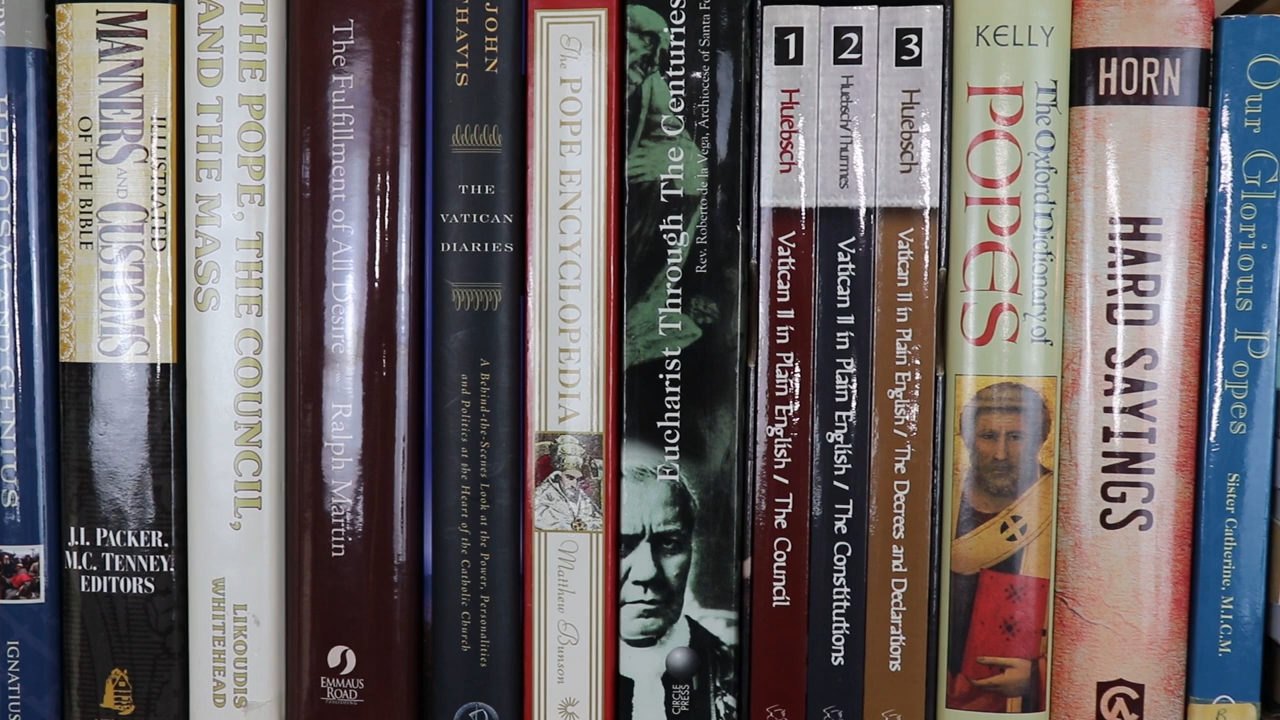 HEROISM AND GENIUS
IGNATIUS
ILLUSTRATED
MANNERS AND CUSTOMS
OF THE BIBLE
J.I. PACKER,
M.C. TENNEY,
EDITORS
THE POPE, THE COUNCIL,
AND THE MASS
LIKOUDIS
WHITEHEAD
The Fulfillment of All Desire
Ralph Martin
EMMAUS
ROAD
PUBLISHING
JOHN
THAVIS
THE
VATICAN
DIARIES
A Behind-the-Scenes Look at the Power, Personalities
and Politics at the Heart of the Catholic Church
The POPE ENCYCLOPEDIA
Matthew Bunson
Eucharist Through The Centuries
Rev. Roberto de la Vega, Archdiocese of Santa Fe
CIRCLE
PRESS
1
Huebsch
Vatican II in Plain English / The Council
2
Huebsch/Thurmes
Vatican II in Plain English / The Constitutions
3
Huebsch
Vatican II in Plain English / The Decrees and Declarations
KELLY
The Oxford Dictionary of
POPES
HORN
HARD SAYINGS
Our Glorious Popes
Sister Catherine, M.I.C.M.